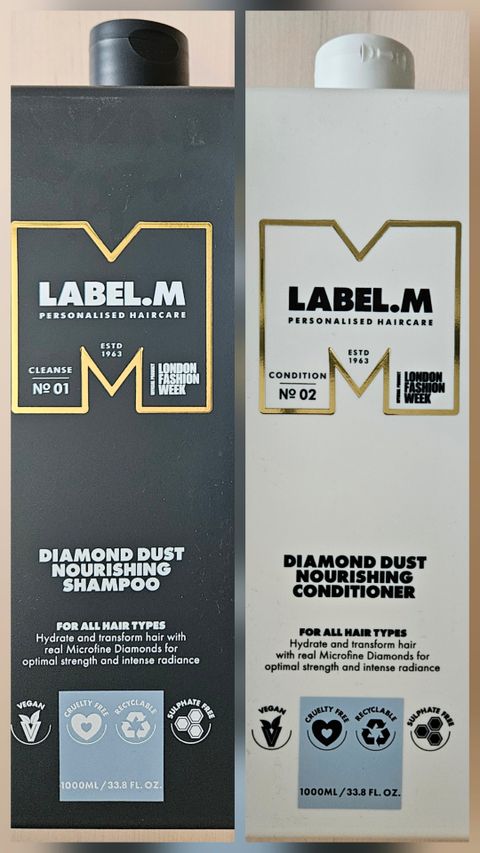 LABEL.M
PERSONALISED HAIRCARE
ESTD
1963
CLEANSE
Nº 01
OFFICIAL PRODUCT
LONDON
FASHION
WEEK
DIAMOND DUST
NOURISHING
SHAMPOO
FOR ALL HAIR TYPES
Hydrate and transform hair with
real Microfine Diamonds for
optimal strength and intense radiance
VEGAN
CRUELTY FREE
RECYCLABLE
SULPHATE FREE
1000ML / 33.8 FL. OZ.
LABEL.M
PERSONALISED HAIRCARE
ESTD
1963
CONDITION
Nº 02
OFFICIAL PRODUCT
LONDON
FASHION
WEEK
DIAMOND DUST
NOURISHING
CONDITIONER
FOR ALL HAIR TYPES
Hydrate and transform hair
with real Microfine Diamonds for
optimal strength and intense radiance
VEGAN
CRUELTY FREE
RECYCLABLE
SULPHATE FREE
1000ML / 33.8 FL. OZ.